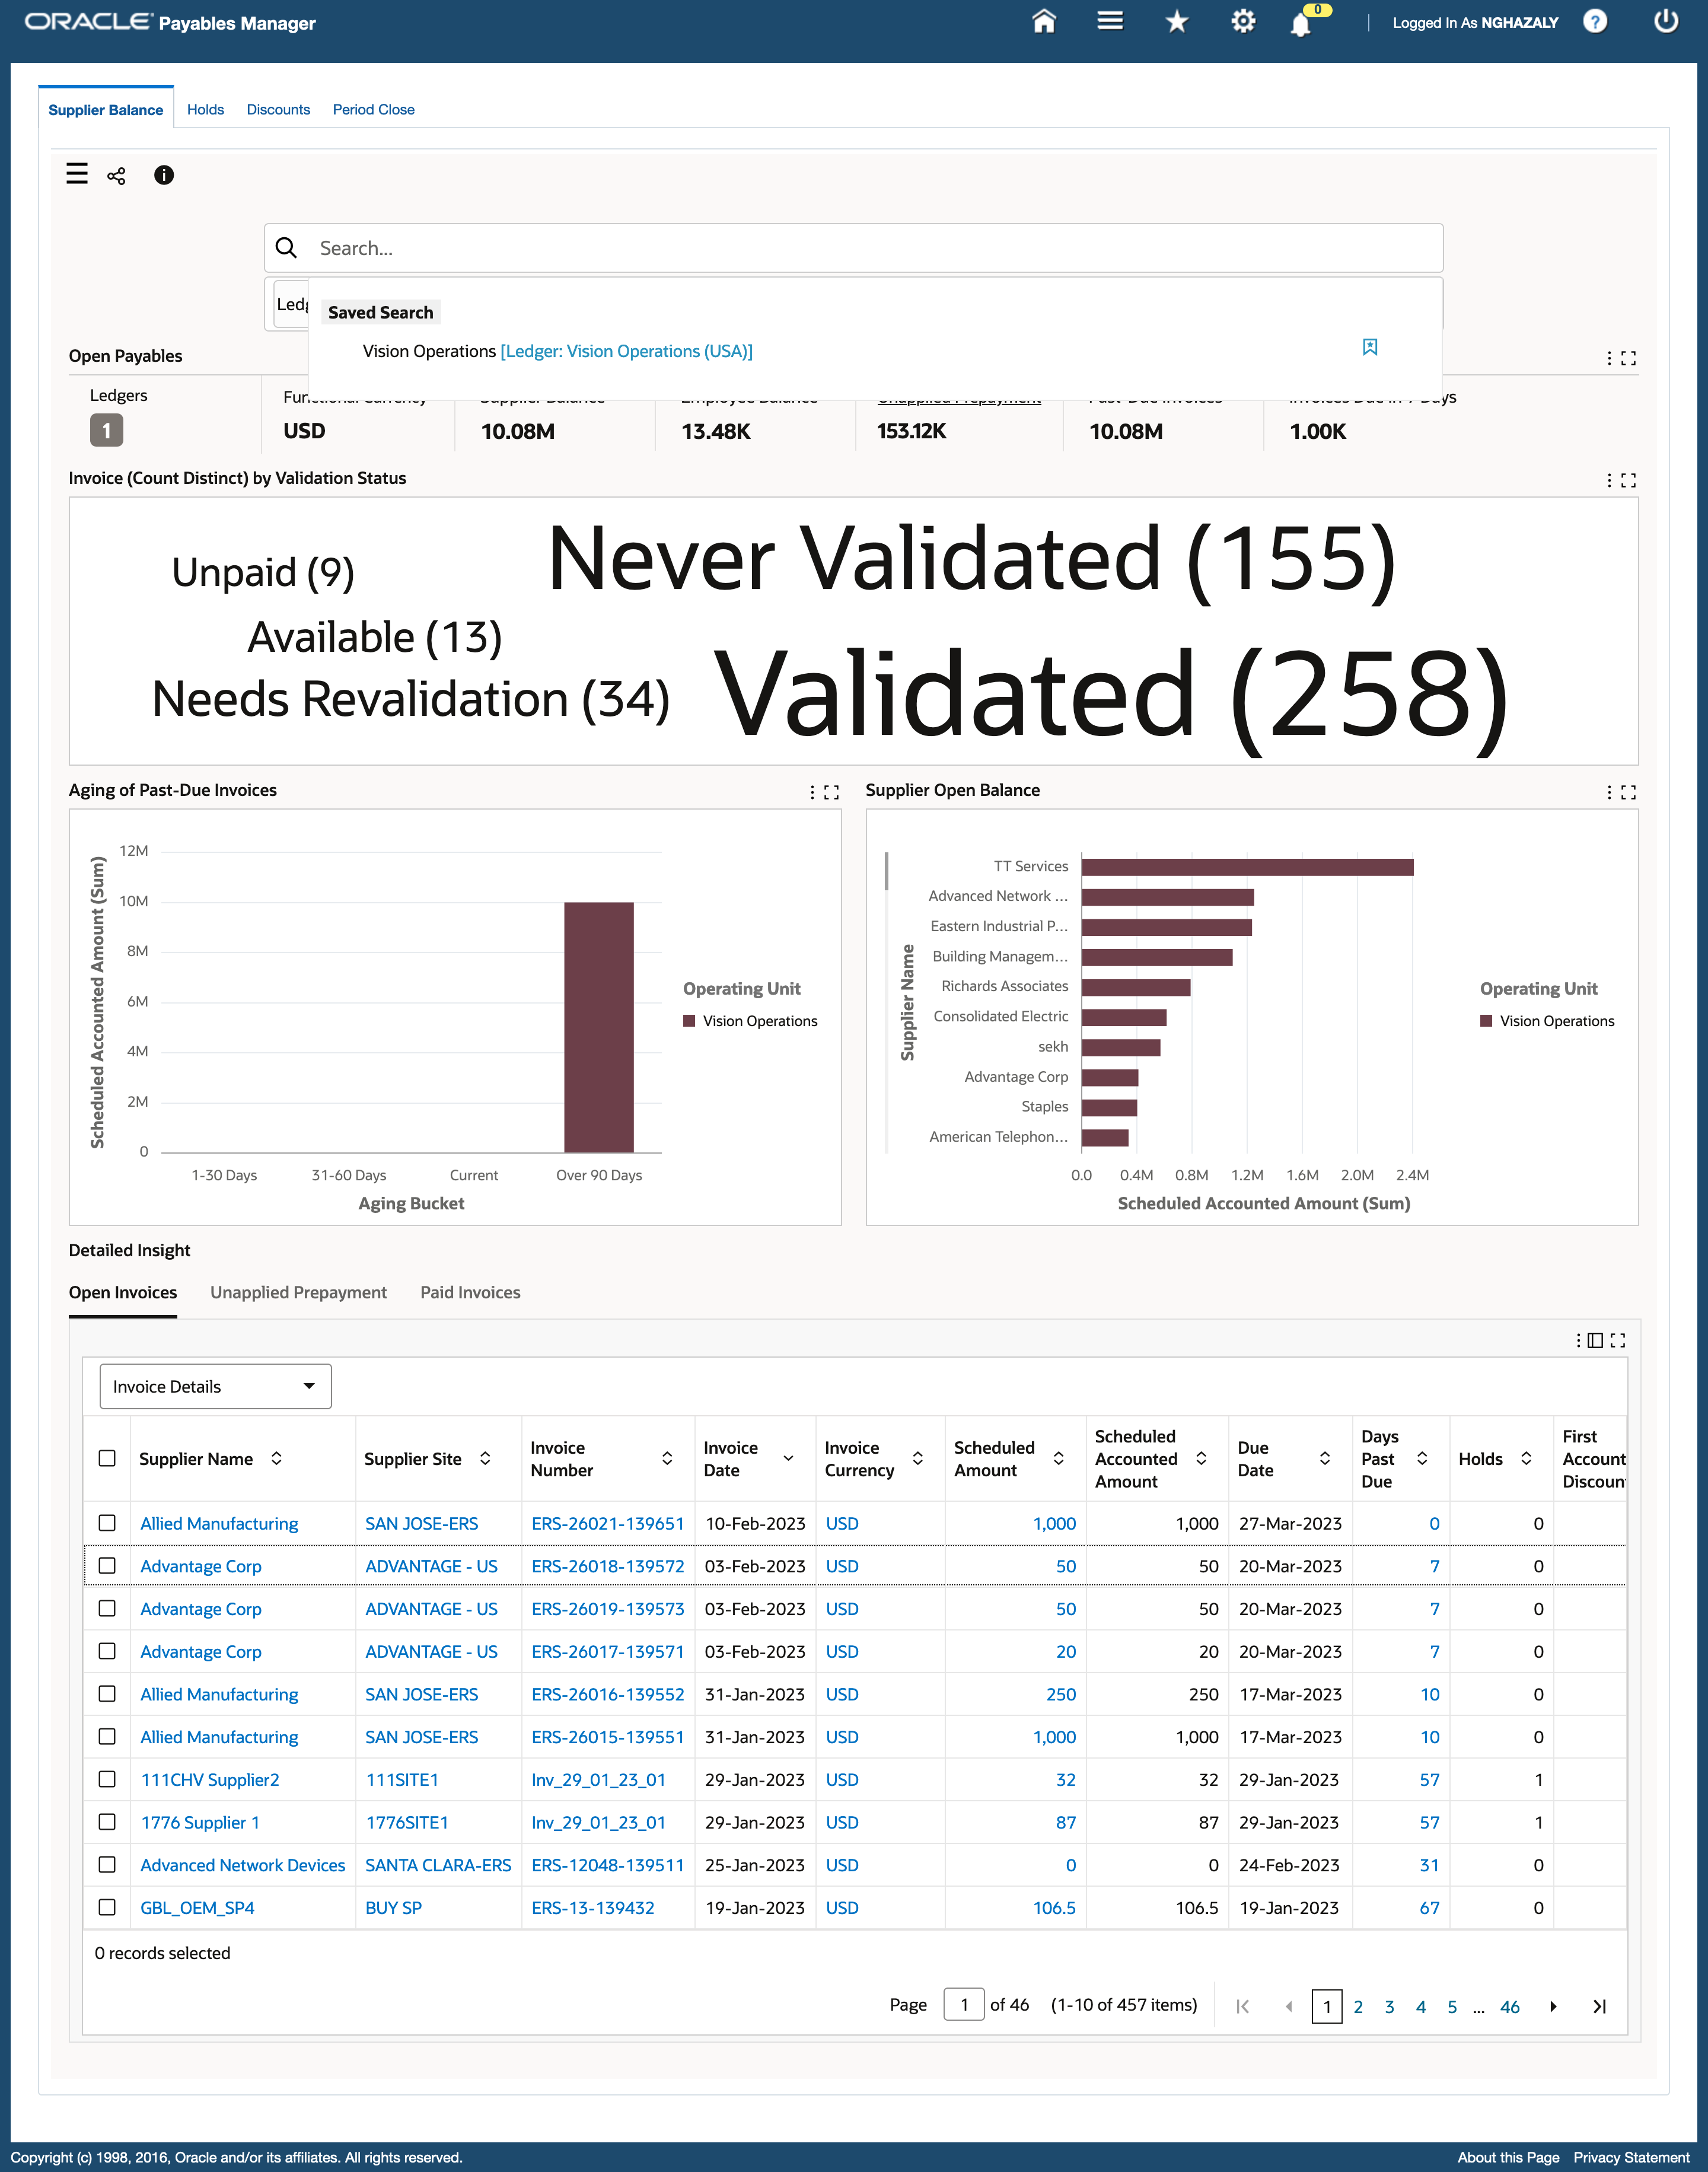 ORACLE Payables Manager
0
Logged In As NGHAZALY
?
Supplier Balance Holds Discounts Period Close
Search...
Saved Search
Vision Operations [Ledger: Vision Operations (USA)]
Open Payables
Ledgers
1
USD
10.08M
13.48K
153.12K
10.08M
1.00K
Invoice (Count Distinct) by Validation Status
Never Validated (155)
Unpaid (9)
Available (13)
Needs Revalidation (34)
Validated (258)
Aging of Past-Due Invoices
Scheduled Accounted Amount (Sum)
12M
10M
8M
6M
4M
2M
0
1-30 Days 31-60 Days Current Over 90 Days
Aging Bucket
Operating Unit
Vision Operations
Supplier Open Balance
Supplier Name
TT Services
Advanced Network ...
Eastern Industrial P...
Building Managem...
Richards Associates
Consolidated Electric
sekh
Advantage Corp
Staples
American Telephon...
0.0 0.4M 0.8M 1.2M 1.6M 2.0M 2.4M
Scheduled Accounted Amount (Sum)
Operating Unit
Vision Operations
Detailed Insight
Open Invoices Unapplied Prepayment Paid Invoices
Invoice Details
Supplier Name
Supplier Site
Invoice
Number
Invoice
Date
Invoice
Currency
Scheduled
Amount
Scheduled
Accounted
Amount
Due
Date
Days
Past
Due
Holds
First
Account
Discoun
Allied Manufacturing SAN JOSE-ERS ERS-26021-139651 10-Feb-2023 USD 1,000 1,000 27-Mar-2023 0 0
Advantage Corp ADVANTAGE - US ERS-26018-139572 03-Feb-2023 USD 50 50 20-Mar-2023 7 0
Advantage Corp ADVANTAGE - US ERS-26019-139573 03-Feb-2023 USD 50 50 20-Mar-2023 7 0
Advantage Corp ADVANTAGE - US ERS-26017-139571 03-Feb-2023 USD 20 20 20-Mar-2023 7 0
Allied Manufacturing SAN JOSE-ERS ERS-26016-139552 31-Jan-2023 USD 250 250 17-Mar-2023 10 0
Allied Manufacturing SAN JOSE-ERS ERS-26015-139551 31-Jan-2023 USD 1,000 1,000 17-Mar-2023 10 0
111CHV Supplier2 111SITE1 Inv_29_01_23_01 29-Jan-2023 USD 32 32 29-Jan-2023 57 1
1776 Supplier 1 1776SITE1 Inv_29_01_23_01 29-Jan-2023 USD 87 87 29-Jan-2023 57 1
Advanced Network Devices SANTA CLARA-ERS ERS-12048-139511 25-Jan-2023 USD 0 0 24-Feb-2023 31 0
GBL_OEM_SP4 BUY SP ERS-13-139432 19-Jan-2023 USD 106.5 106.5 19-Jan-2023 67 0
0 records selected
Page 1 of 46 (1-10 of 457 items) 1 2 3 4 5 ... 46
Copyright (c) 1998, 2016, Oracle and/or its affiliates. All rights reserved.
About this Page Privacy Statement